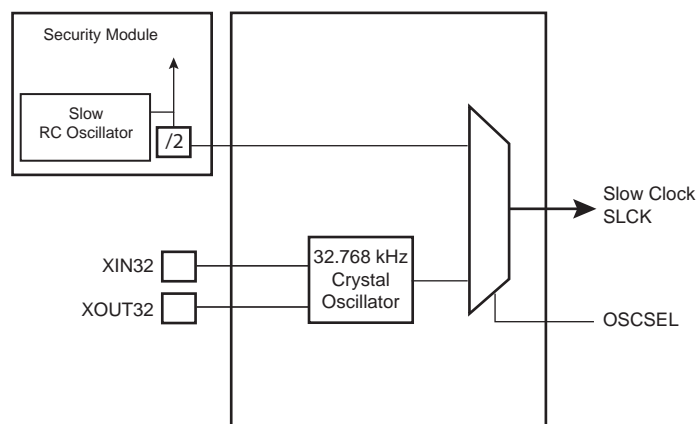 Security Module
Slow
RC Oscillator
/2
Slow Clock
SLCK
XIN32
32.768 kHz
Crystal
Oscillator
XOUT32
OSCSEL